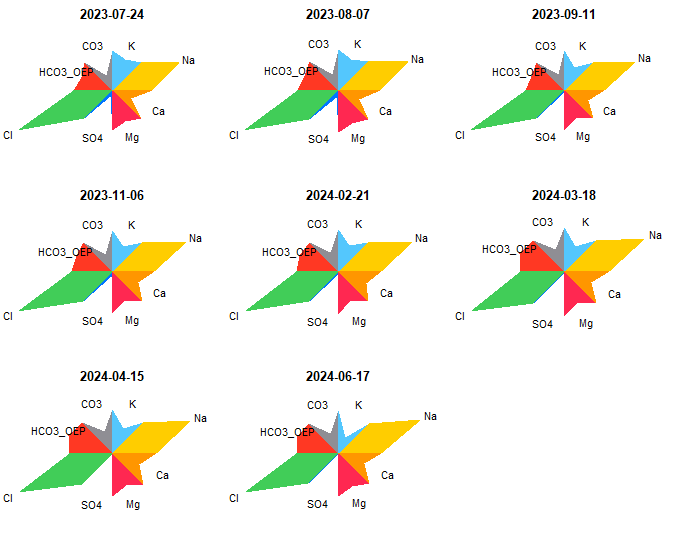 2023-07-24 2023-08-07 2023-09-11
CO3 K CO3 K CO3 K
HCO3_OEP Na HCO3_OEP Na HCO3_OEP Na
Cl SO4 Mg Ca Cl SO4 Mg Ca Cl SO4 Mg Ca
2023-11-06 2024-02-21 2024-03-18
CO3 K CO3 K CO3 K
HCO3_OEP Na HCO3_OEP Na HCO3_OEP Na
Cl SO4 Mg Ca Cl SO4 Mg Ca Cl SO4 Mg Ca
2024-04-15 2024-06-17
CO3 K CO3 K
HCO3_OEP Na HCO3_OEP Na
Cl SO4 Mg Ca Cl SO4 Mg Ca